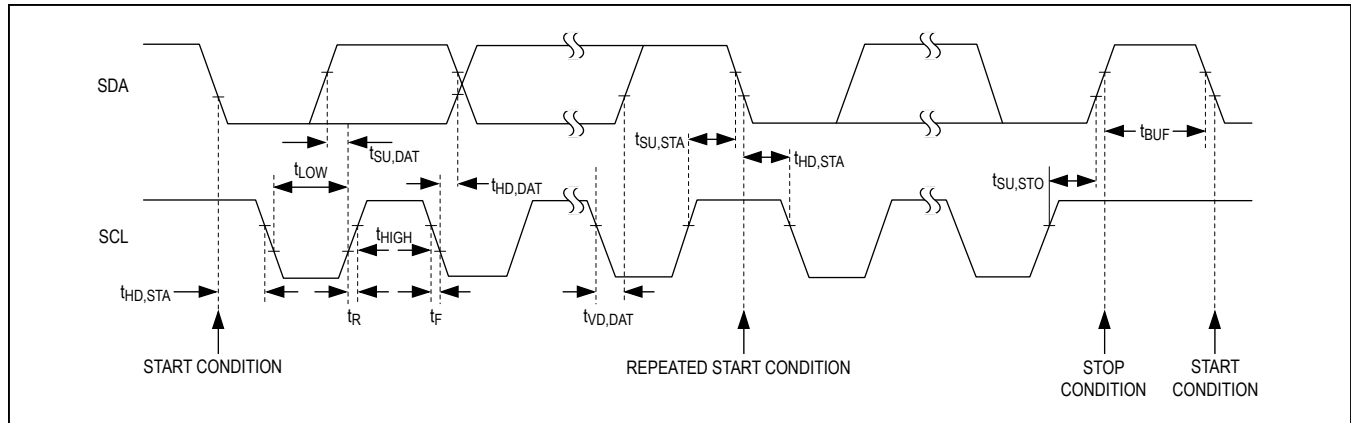 SDA
tSU,STA
tBUF
tSU,DAT
tHD,STA
tLOW
tHD,DAT
tSU,STO
SCL
tHIGH
tHD,STA
tR
tF
tVD,DAT
START CONDITION
REPEATED START CONDITION
STOP
CONDITION
START
CONDITION